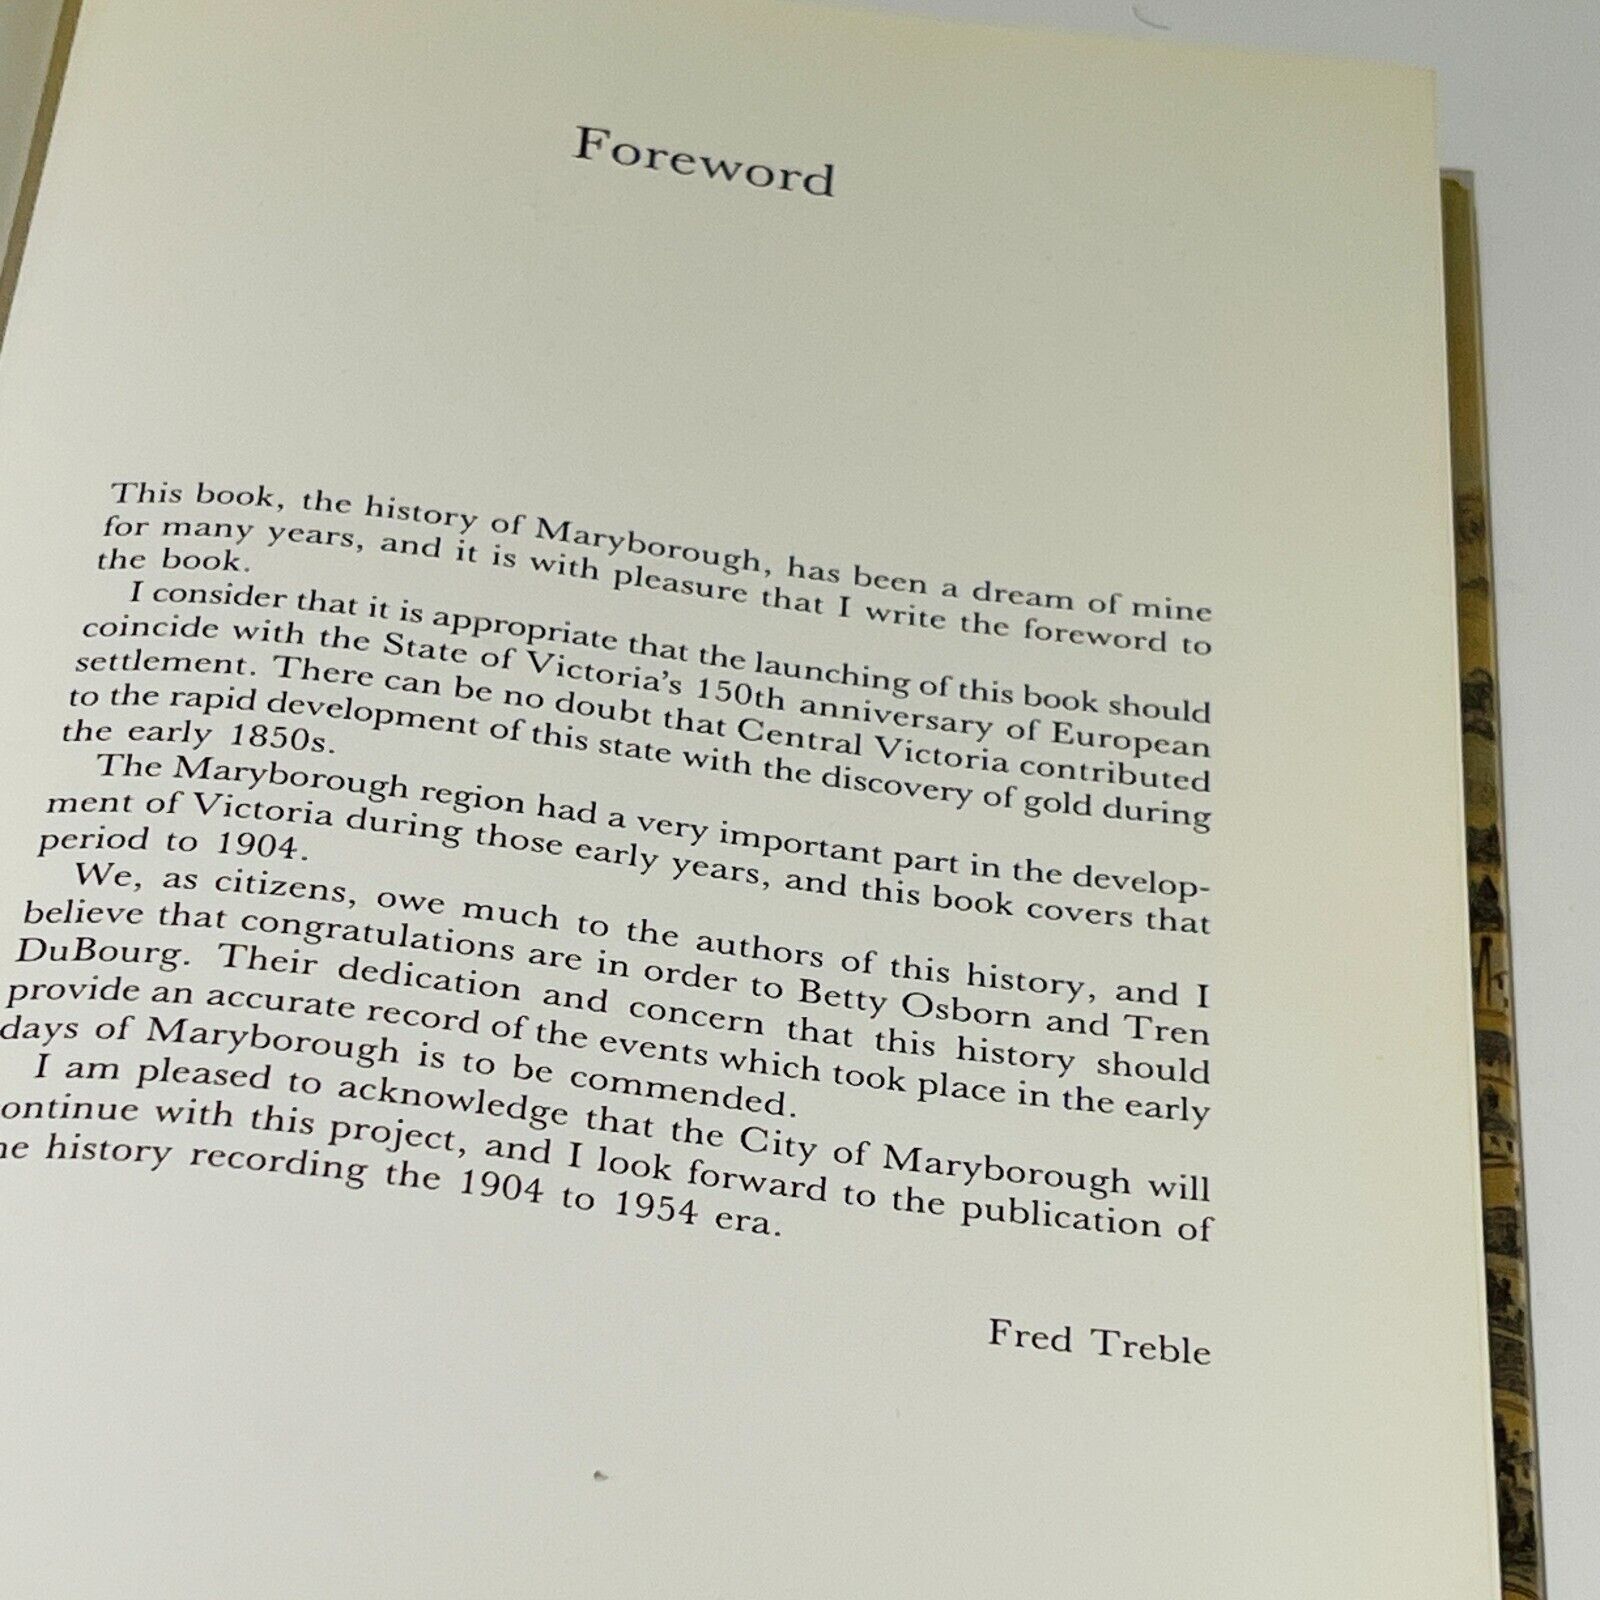 Foreword
This book, the history of Maryborough, has been a dream of mine
for many years, and it is with pleasure that I write the foreword to
the book.
I consider that it is appropriate that the launching of this book should
coincide with the State of Victoria's 150th anniversary of European
settlement. There can be no doubt that Central Victoria contributed
to the rapid development of this state with the discovery of gold during
the early 1850s.
The Maryborough region had a very important part in the develop-
ment of Victoria during those early years, and this book covers that
period to 1904.
We, as citizens, owe much to the authors of this history, and I
believe that congratulations are in order to Betty Osborn and Tren
DuBourg. Their dedication and concern that this history should
provide an accurate record of the events which took place in the early
days of Maryborough is to be commended.
I am pleased to acknowledge that the City of Maryborough will
ontinue with this project, and I look forward to the publication of
he history recording the 1904 to 1954 era.
Fred Treble